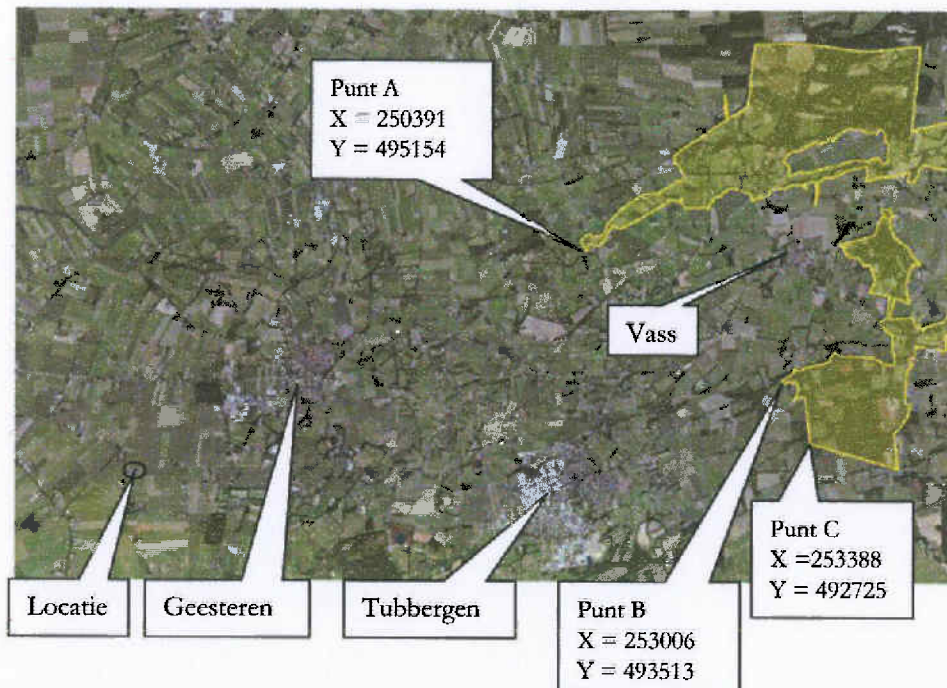 Punt A
X = 250391
Y = 495154
Vass
Punt C
X =253388
Y = 492725
Locatie
Geesteren
Tubbergen
Punt B
X = 253006
Y = 493513